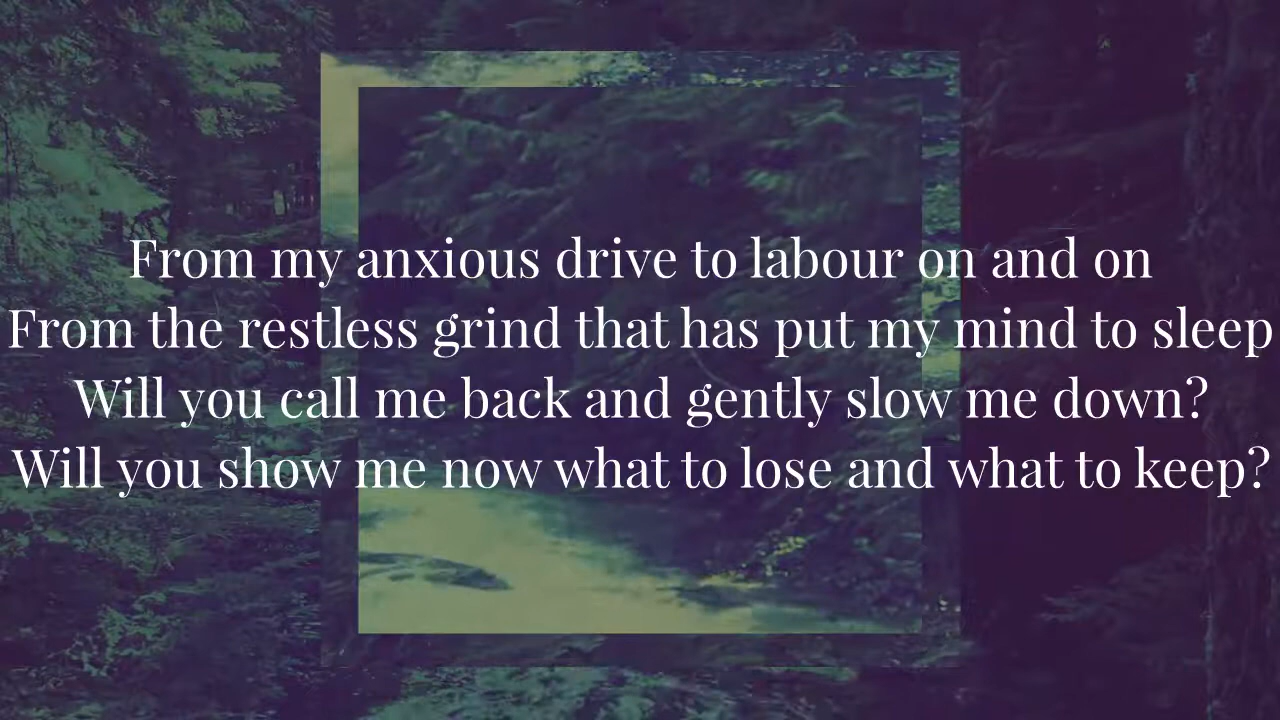 From my anxious drive to labour on and on
From the restless grind that has put my mind to sleep
Will you call me back and gently slow me down?
Will you show me now what to lose and what to keep?